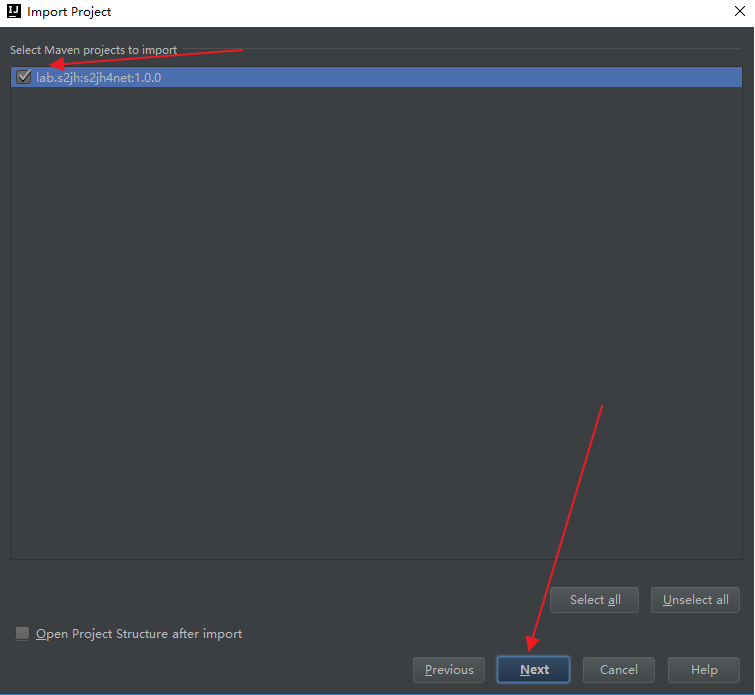 IJ Import Project
Select Maven projects to import
lab.s2jh:s2jh4net:1.0.0
Select all Unselect all
Open Project Structure after import
Previous Next Cancel Help